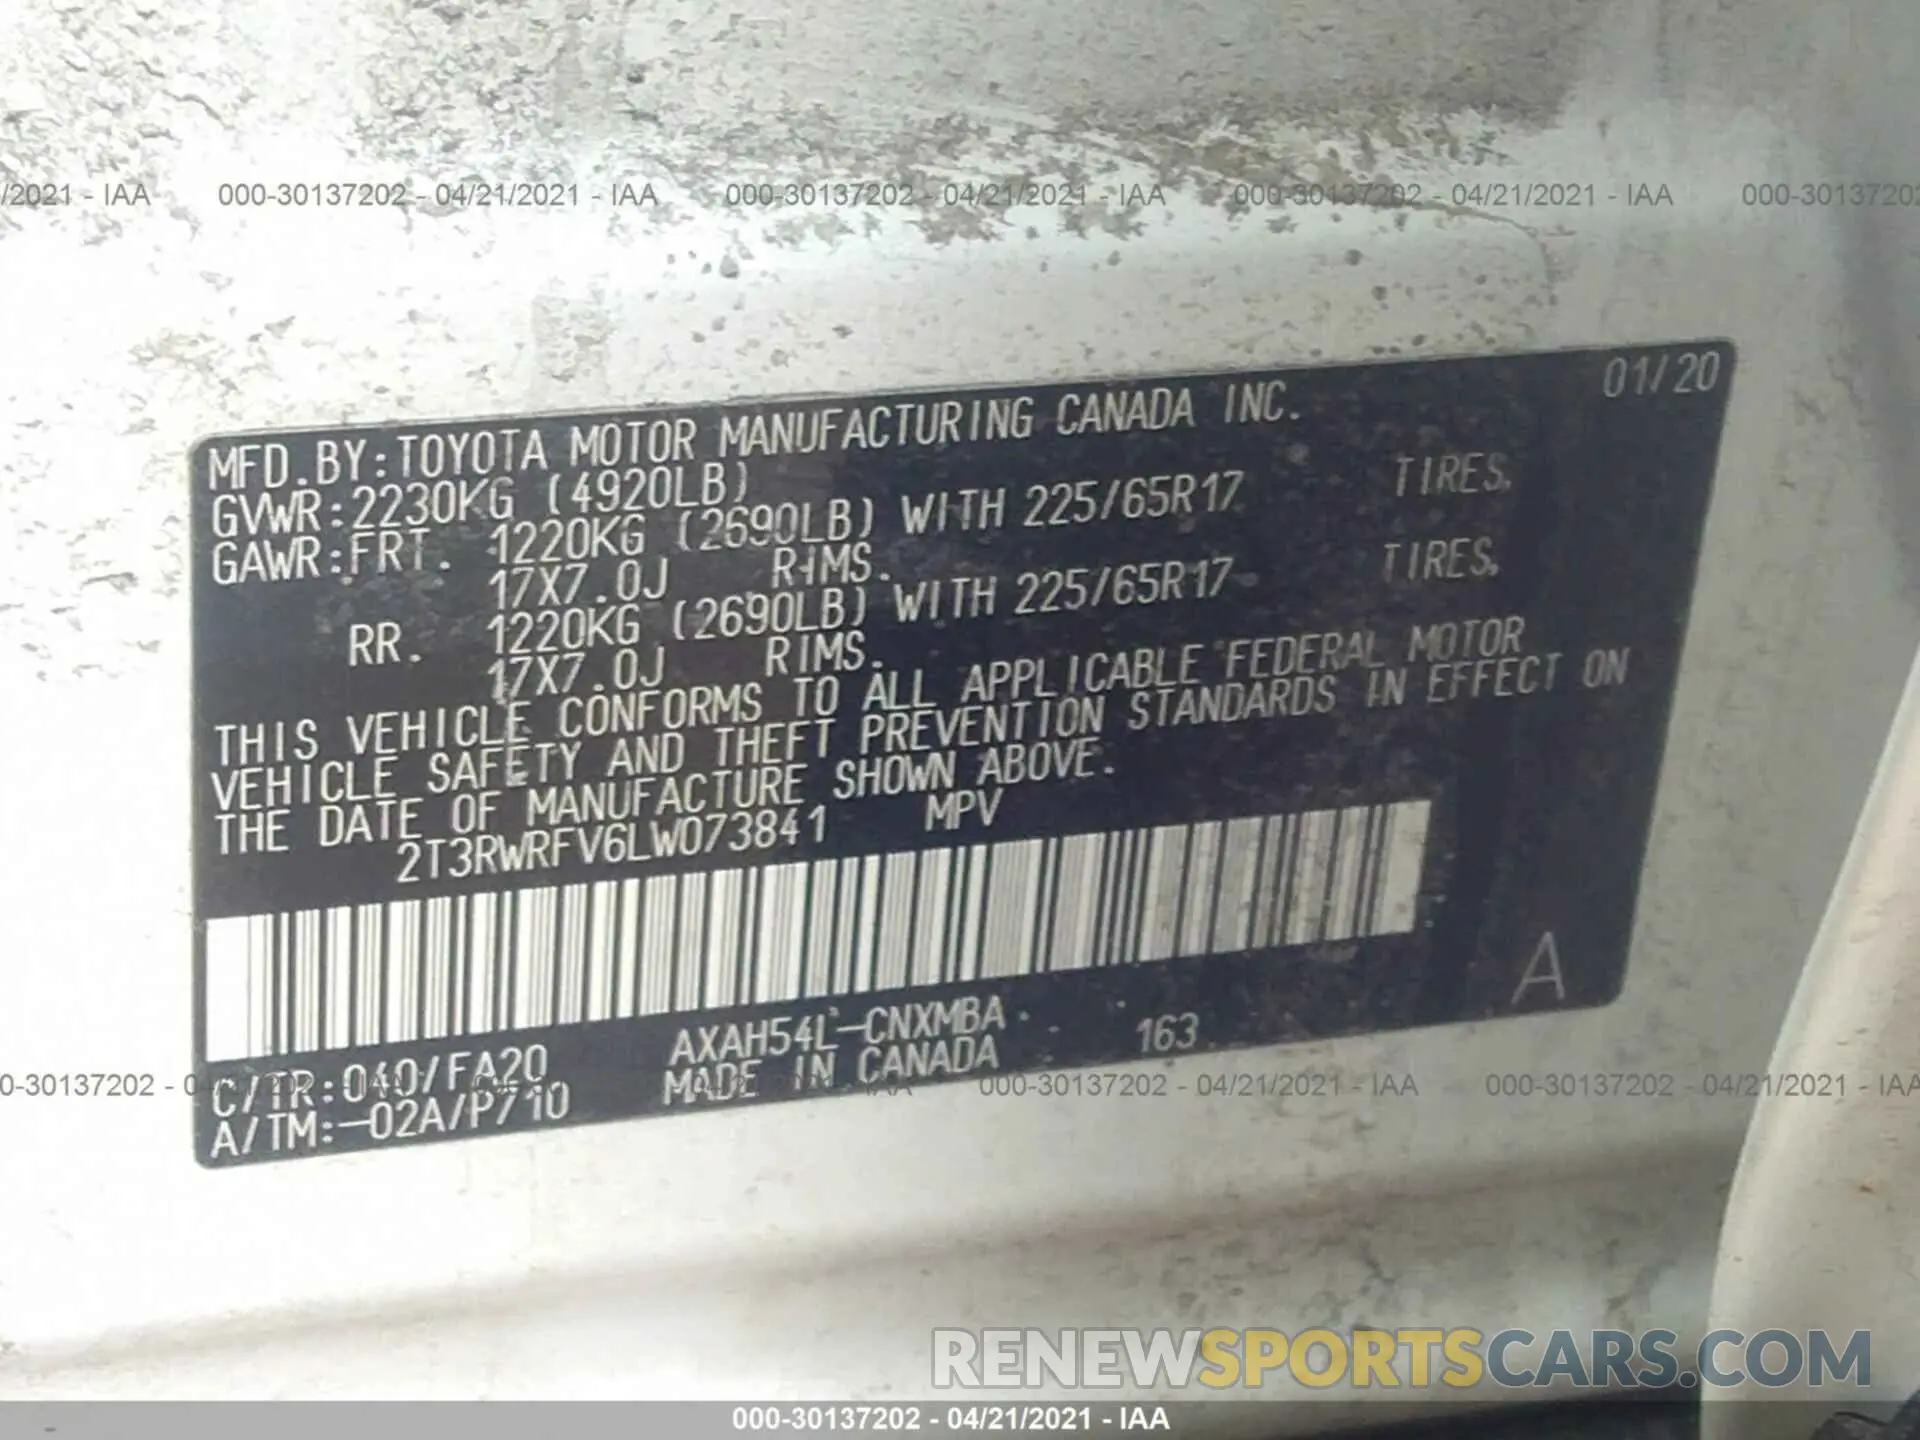 /2021 - IAA 000-30137202 - 04/21/2021 - IAA 000-30137202 - 04/21/2021 - IAA 000-30137202 - 04/21/2021 - IAA 000-30137202
01/20
MFD.BY:TOYOTA MOTOR MANUFACTURING CANADA INC.
GVWR:2230KG (4920LB)
GAWR:FRT. 1220KG (2690LB) WITH 225/65R17 TIRES,
17X7.0J RIMS.
RR. 1220KG (2690LB) WITH 225/65R17 TIRES,
17X7.0J RIMS.
THIS VEHICLE CONFORMS TO ALL APPLICABLE FEDERAL MOTOR
VEHICLE SAFETY AND THEFT PREVENTION STANDARDS IN EFFECT ON
THE DATE OF MANUFACTURE SHOWN ABOVE.
2T3RWRFV6LW073841 MPV
A
AXAH54L-CNXMBA 163
C/TR:040/FA20 MADE IN CANADA
A/TM:-02A/P710
0-30137202 - 04/21/2021 - IAA 000-30137202 - 04/21/2021 - IAA 000-30137202 - 04/21/2021 - IAA
RENEWSPORTSCARS.COM
000-30137202 - 04/21/2021 - IAA